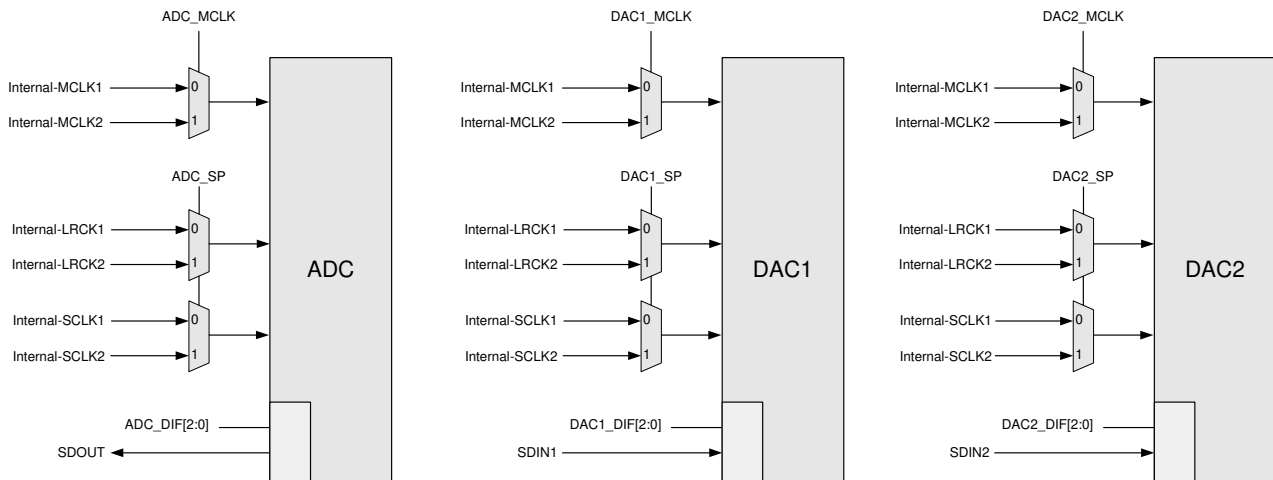 ADC_MCLK
Internal-MCLK1
0
Internal-MCLK2
1
ADC_SP
Internal-LRCK1
0
Internal-LRCK2
1
ADC
Internal-SCLK1
0
Internal-SCLK2
1
ADC_DIF[2:0]
SDOUT
DAC1_MCLK
Internal-MCLK1
0
Internal-MCLK2
1
DAC1_SP
Internal-LRCK1
0
Internal-LRCK2
1
DAC1
Internal-SCLK1
0
Internal-SCLK2
1
DAC1_DIF[2:0]
SDIN1
DAC2_MCLK
Internal-MCLK1
0
Internal-MCLK2
1
DAC2_SP
Internal-LRCK1
0
Internal-LRCK2
1
DAC2
Internal-SCLK1
0
Internal-SCLK2
1
DAC2_DIF[2:0]
SDIN2